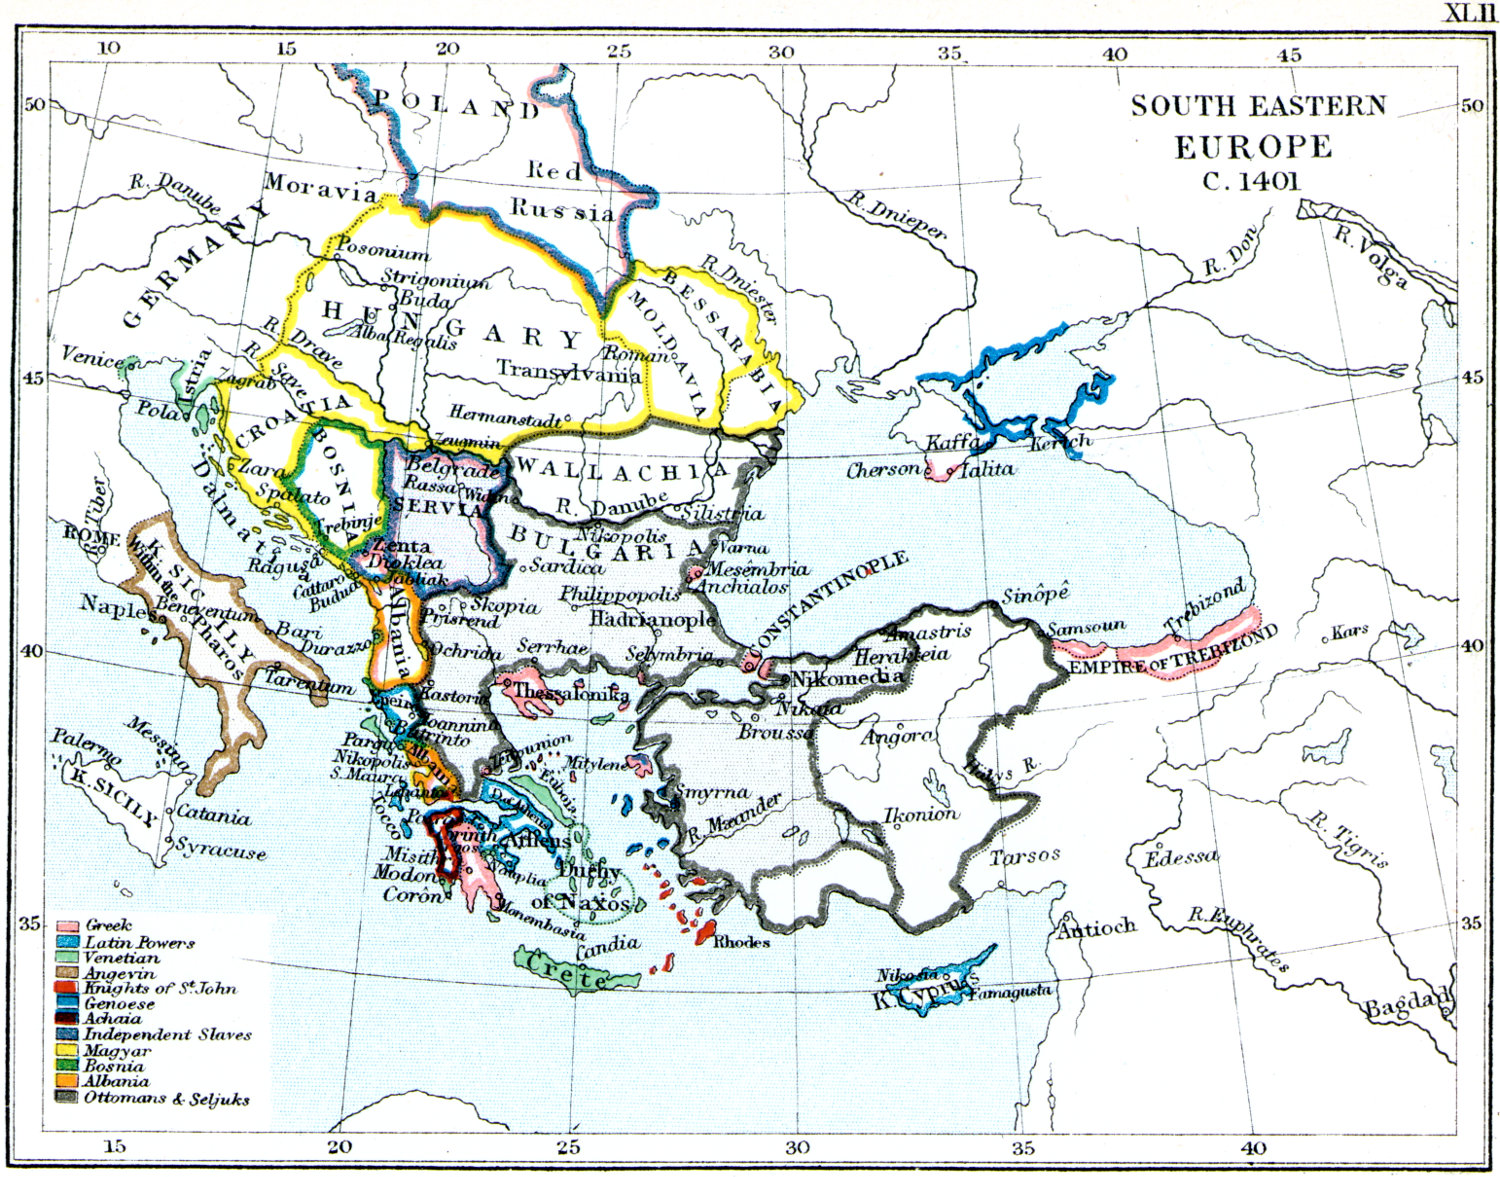 XLII
10 15 20 25 30 35 40 45
SOUTH EASTERN
EUROPE
C. 1401
50
50
POLAND
Red
Russia
Moravia
R. Danube
GERMANY
R. Dnieper
R. Don
R. Volga
Posonium
Strigonium
Buda
HUNGARY
Alba Regalis
BESSARABIA
R. Dniester
MOLDAVIA
Roman
Transylvania
Hermanstadt
R. Drave
R. Save
Venice
Istria
45
45
Zagrab
Pola
CROATIA
BOSNIA
Zeugmin
Belgrade
Rassa
Widin
SERVIA
WALLACHIA
R. Danube
Silistria
Nikopolis
Kaffa
Kerich
Cherson
Ialita
Zara
Spalato
Dalmatia
Trebinje
Ragusa
Cattaro
Budua
Zenta
Dioklea
Jabliak
BULGARIA
Varna
Mesêmbria
Anchialos
Sardica
Philippopolis
Hadrianople
CONSTANTINOPLE
Skopia
Prisrend
Albania
Ochrida
Serrhae
Selymbria
Sinôpê
Samsoun
Trebizond
EMPIRE OF TREBIZOND
Kars
Amastris
Herakleia
Nikomedia
Nikaia
Broussa
Angora
Halys R.
R. Tiber
ROME
K. SICILY
Within the Pharos
Beneventum
Naples
Bari
Durazzo
Tarentum
40
40
Kastoria
Thessalonika
Ioannina
Butrinto
Parga
Nikopolis
S. Maura
Lepanto
Tocco
Albania
Zeitounion
Euboia
Mitylene
Smyrna
R. Mæander
Ikonion
Messina
Palermo
K. SICILY
Catania
Syracuse
Corinth
Argos
Athens
Misithra
Modon
Corôn
Nauplia
Monembasia
Duchy
of Naxos
Rhodes
Candia
Crete
Tarsos
Antioch
Edessa
R. Tigris
R. Euphrates
Bagdad
Nikosia
K. Cyprus
Famagusta
35
35
Greek
Latin Powers
Venetian
Angevin
Knights of St. John
Genoese
Achaia
Independent Slaves
Magyar
Bosnia
Albania
Ottomans & Seljuks
15 20 25 30 35 40